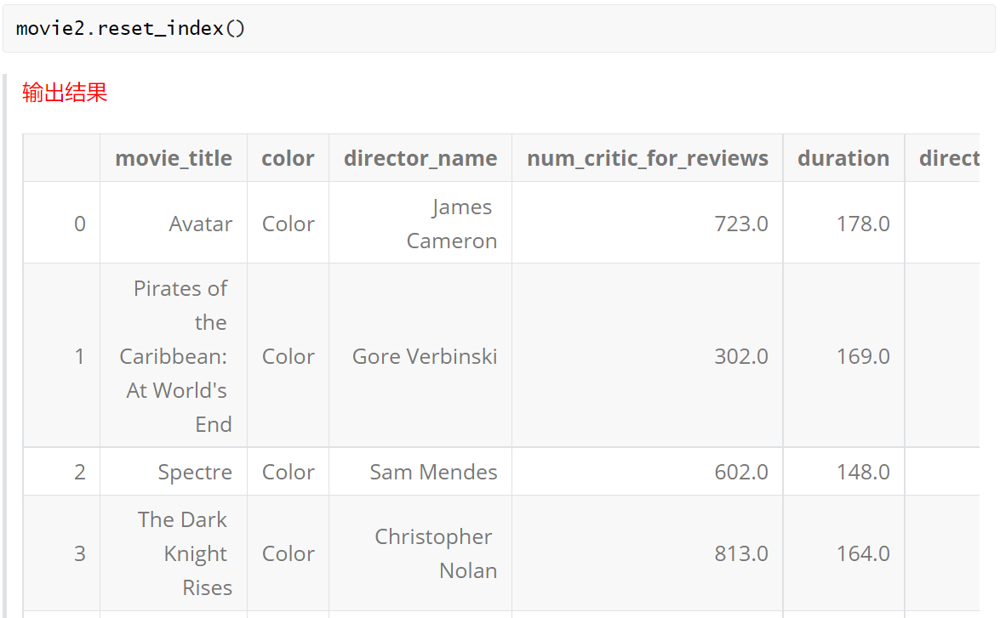 movie2.reset_index()
输出结果
movie_title color director_name num_critic_for_reviews duration direct
0 Avatar Color James Cameron 723.0 178.0
1 Pirates of the Caribbean: At World's End Color Gore Verbinski 302.0 169.0
2 Spectre Color Sam Mendes 602.0 148.0
3 The Dark Knight Rises Color Christopher Nolan 813.0 164.0